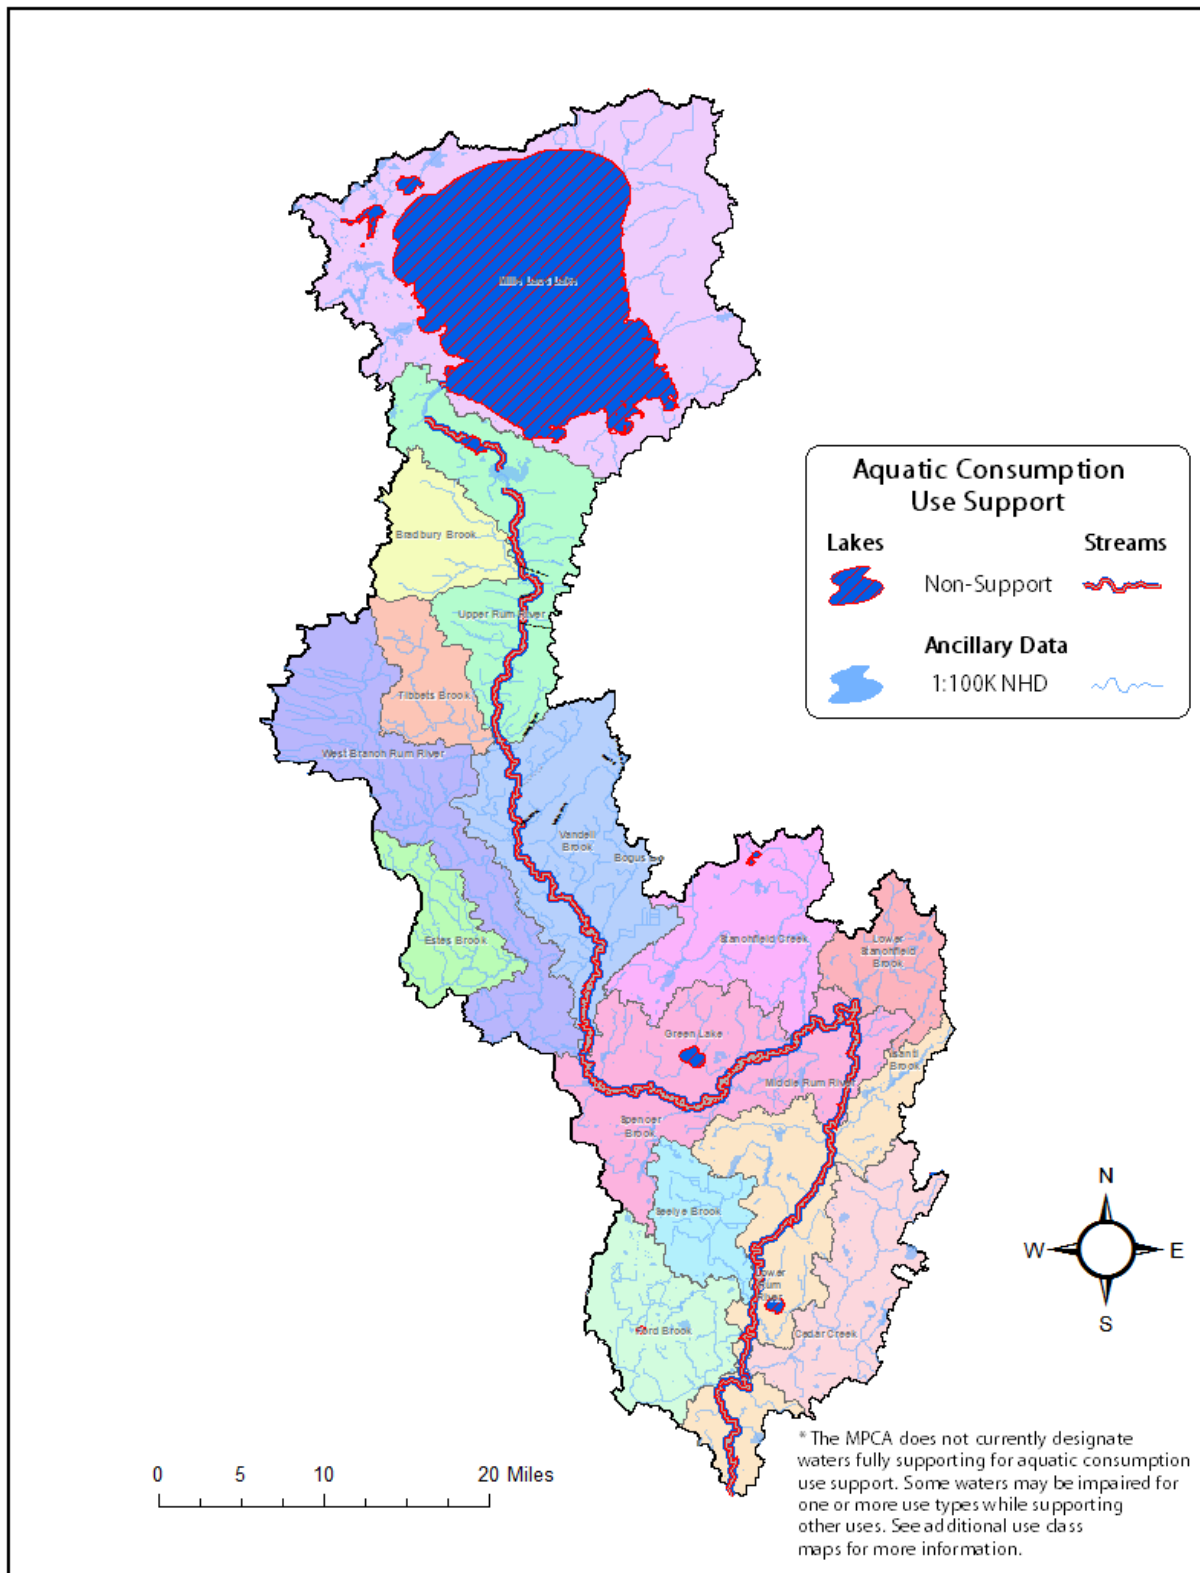 Aquatic Consumption
Use Support
Lakes
Streams
Non-Support
Ancillary Data
1:100K NHD
Bradbury Brook
Upper Rum River
Tibbets Brook
West Branch Rum River
Vandell
Brook
Bogus
Estes Brook
Stanchfield Creek
Lower
Stanchfield
Brook
Green Lake
Isanti
Brook
Middle Rum River
Spencer
Brook
Seelye Brook
Lower
Rum
River
Ford Brook
Cedar Creek
N
W
E
S
0 5 10 20 Miles
* The MPCA does not currently designate
waters fully supporting for aquatic consumption
use support. Some waters may be impaired for
one or more use types while supporting
other uses. See additional use class
maps for more information.